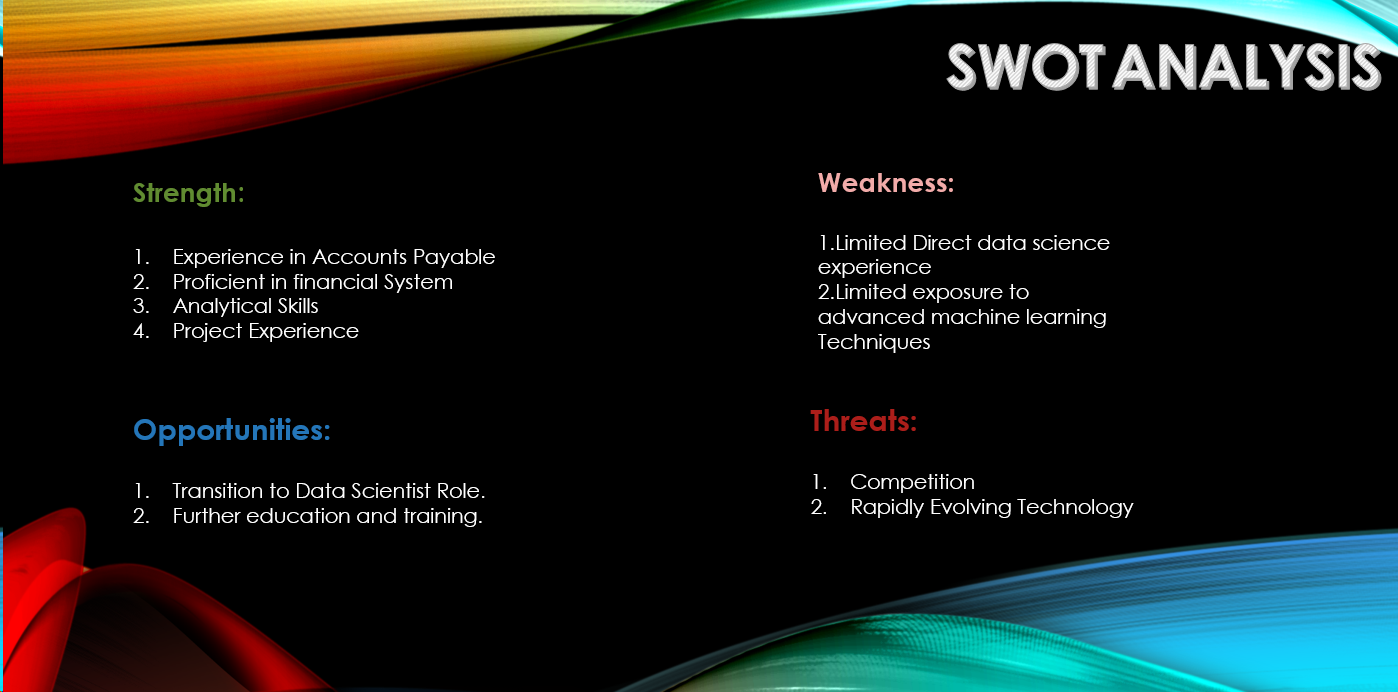 SWOT ANALYSIS
Strength:
1. Experience in Accounts Payable
2. Proficient in financial System
3. Analytical Skills
4. Project Experience
Weakness:
1.Limited Direct data science
experience
2.Limited exposure to
advanced machine learning
Techniques
Opportunities:
1. Transition to Data Scientist Role.
2. Further education and training.
Threats:
1. Competition
2. Rapidly Evolving Technology